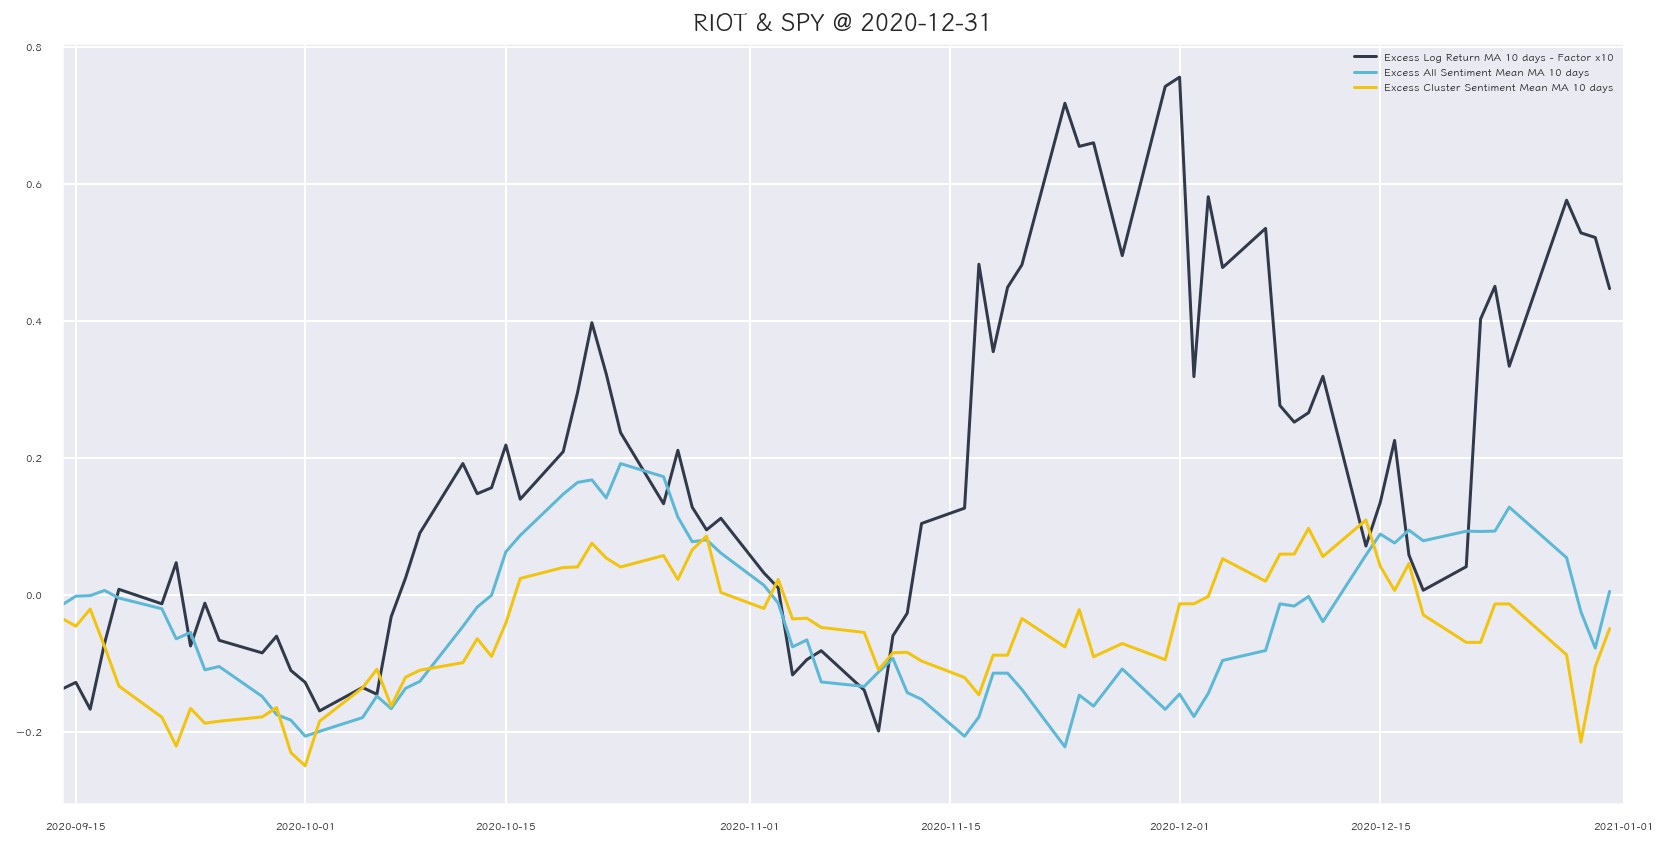 RIOT & SPY @ 2020-12-31
Excess Log Return MA 10 days - Factor x10
Excess All Sentiment Mean MA 10 days
Excess Cluster Sentiment Mean MA 10 days
0.8
0.6
0.4
0.2
0.0
−0.2
2020-09-15 2020-10-01 2020-10-15 2020-11-01 2020-11-15 2020-12-01 2020-12-15 2021-01-01